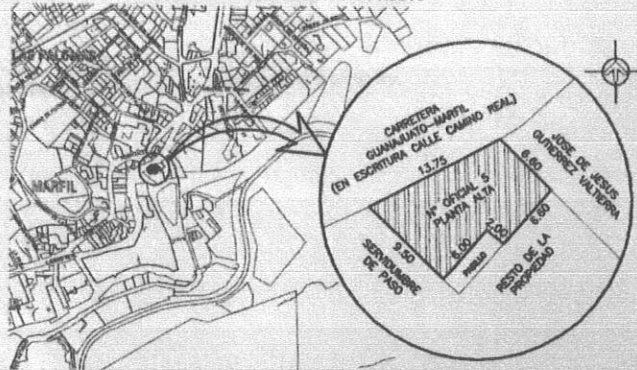 LAS PALOMAS
MARFIL
CARRETERA
GUANAJUATO-MARFIL
(EN ESCRITURA CALLE CAMINO REAL)
13.75
JOSE DE JESUS
GUTIERREZ VALTIERRA
6.60
N° OFICIAL 5
PLANTA ALTA
9.50
6.00
2.00
6.60
PASILLO
SERVIDUMBRE
DE PASO
RESTO DE LA
PROPIEDAD